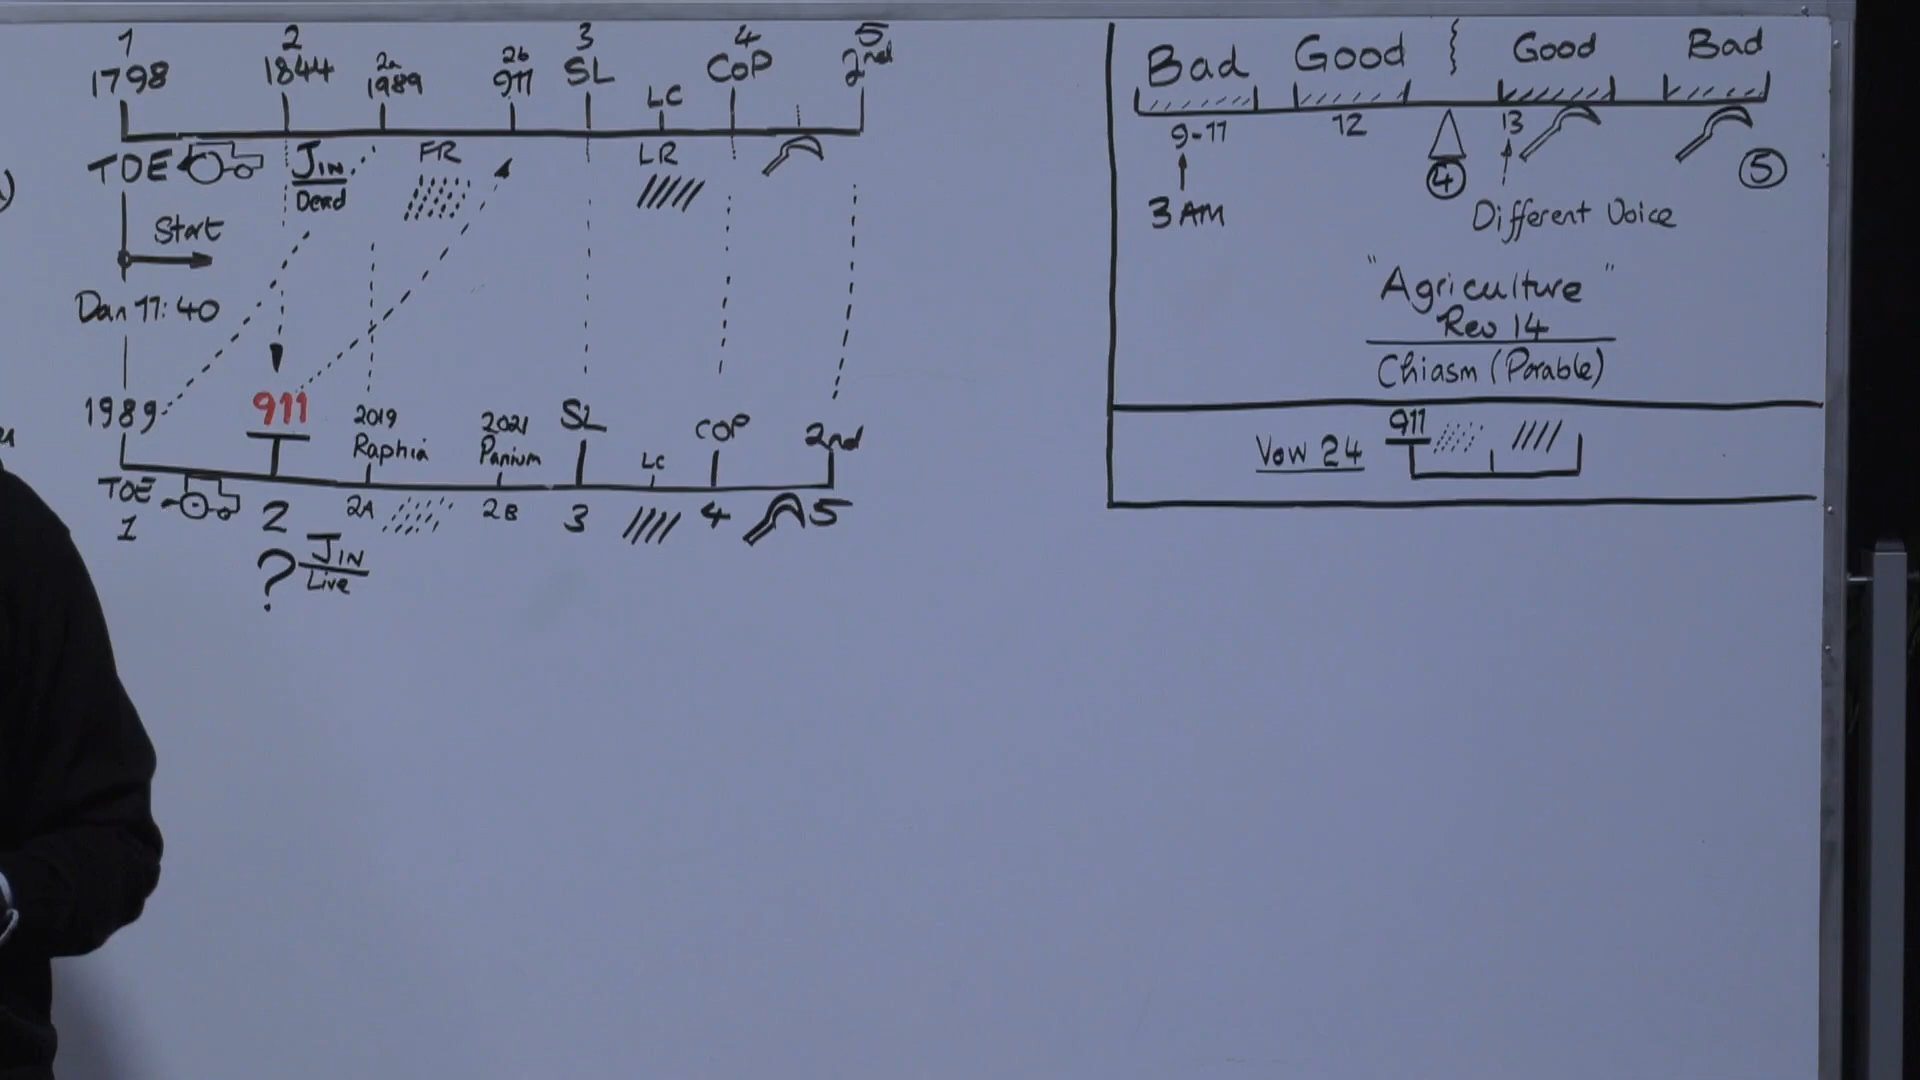 1 2 3 4 5
1798 1844 2a 1989 2b 911 SL LC CoP 2nd
TOE JIN FR LR
Dead
Start
Dan 11:40
1989 911 2019 2021 SL COP 2nd
Raphia Panium LC
TOE 2 2A 2B 3 4 5
1
? JIN
Live
Bad Good Good Bad
9-11 12 13
4 5
3 AM Different Voice
"Agriculture"
Rev 14
Chiasm (Parable)
911
Vow 24